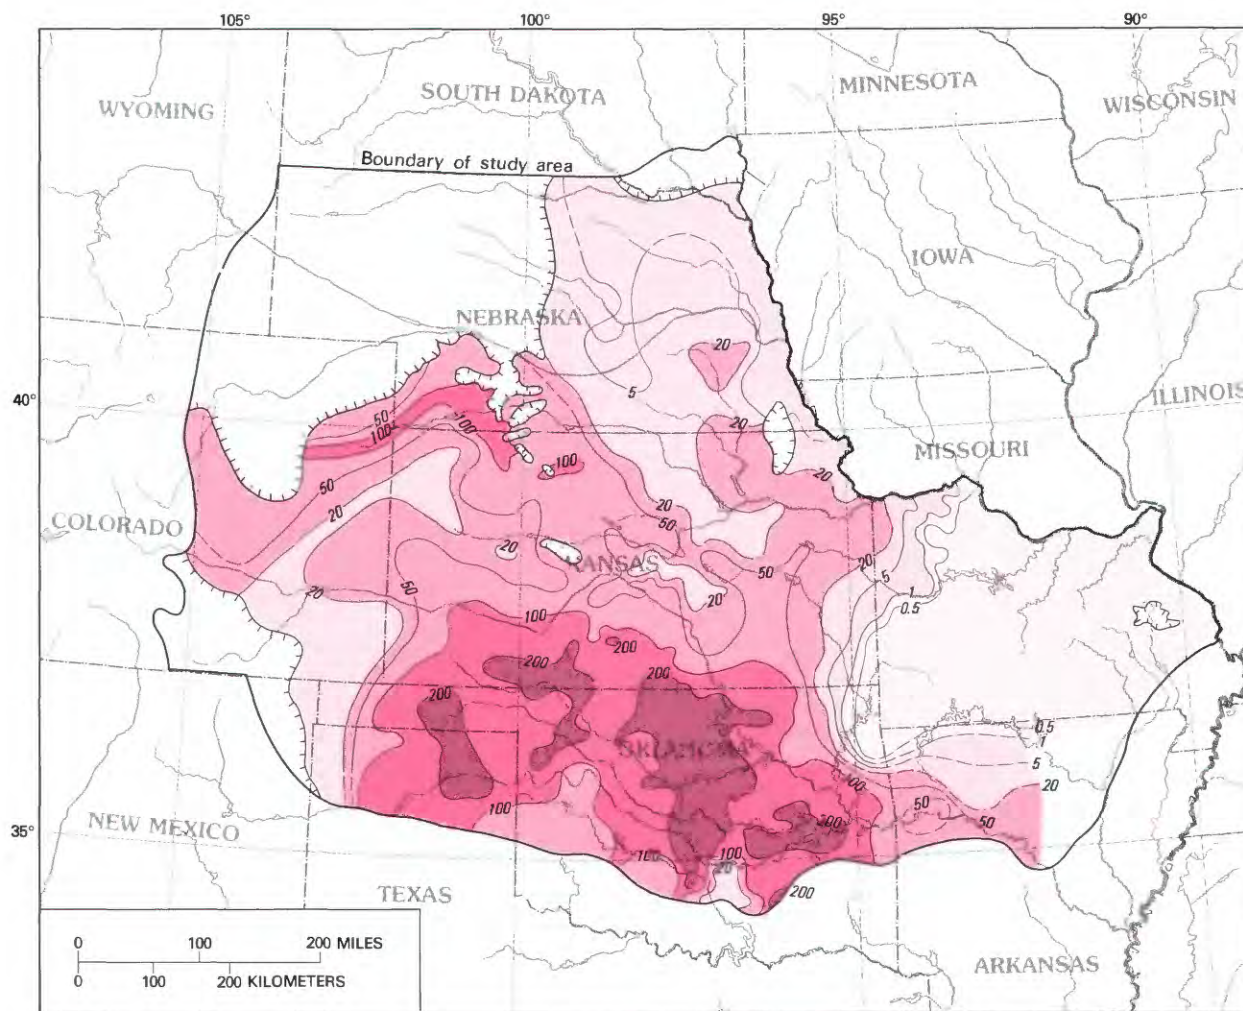 105° 100° 95° 90°
WYOMING
SOUTH DAKOTA
MINNESOTA
WISCONSIN
Boundary of study area
IOWA
NEBRASKA
20
5
40°
ILLINOIS
50
100
100
20
MISSOURI
100
20
50
20
20
50
COLORADO
20
KANSAS
50
20
5
1
0.5
20
50
20
100
200
200
200
200
0.5
1
5
OKLAHOMA
100
20
100
50
50
200
35°
NEW MEXICO
100
100
20
200
TEXAS
0 100 200 MILES
0 100 200 KILOMETERS
ARKANSAS